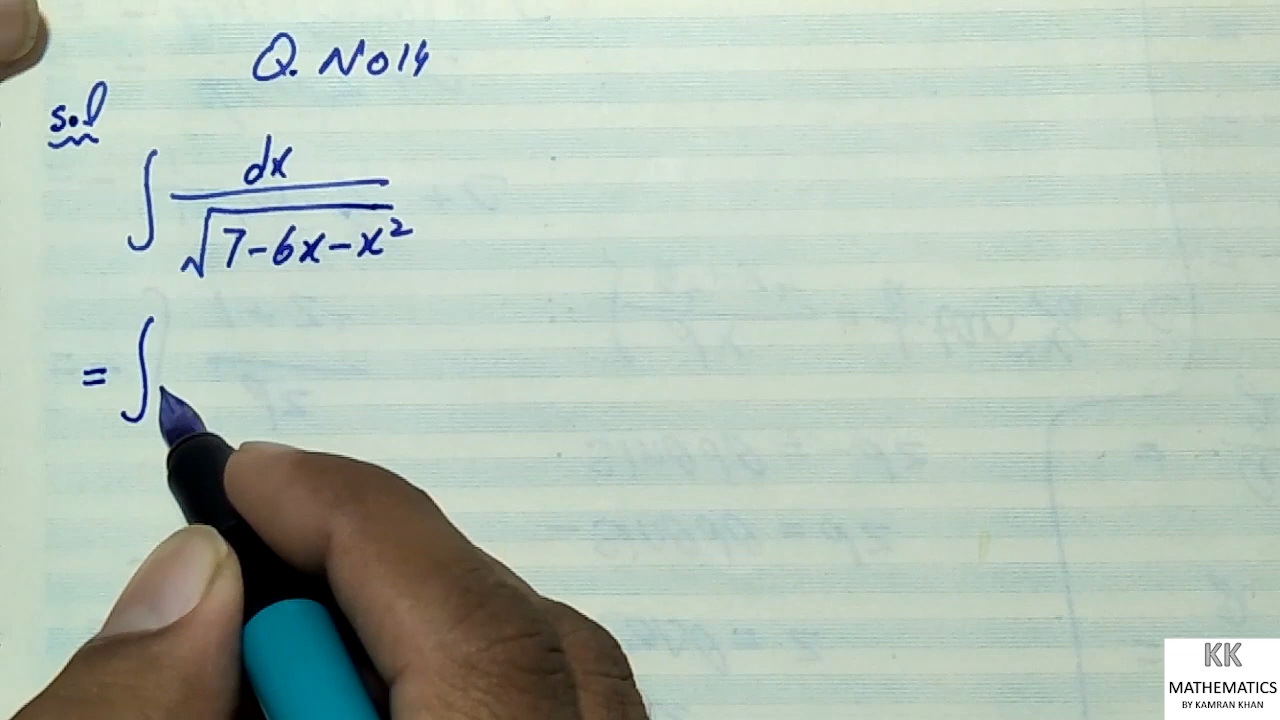 Q. No 14
sol
∫ dx / √(7-6x-x²)
= ∫
KK
MATHEMATICS
BY KAMRAN KHAN